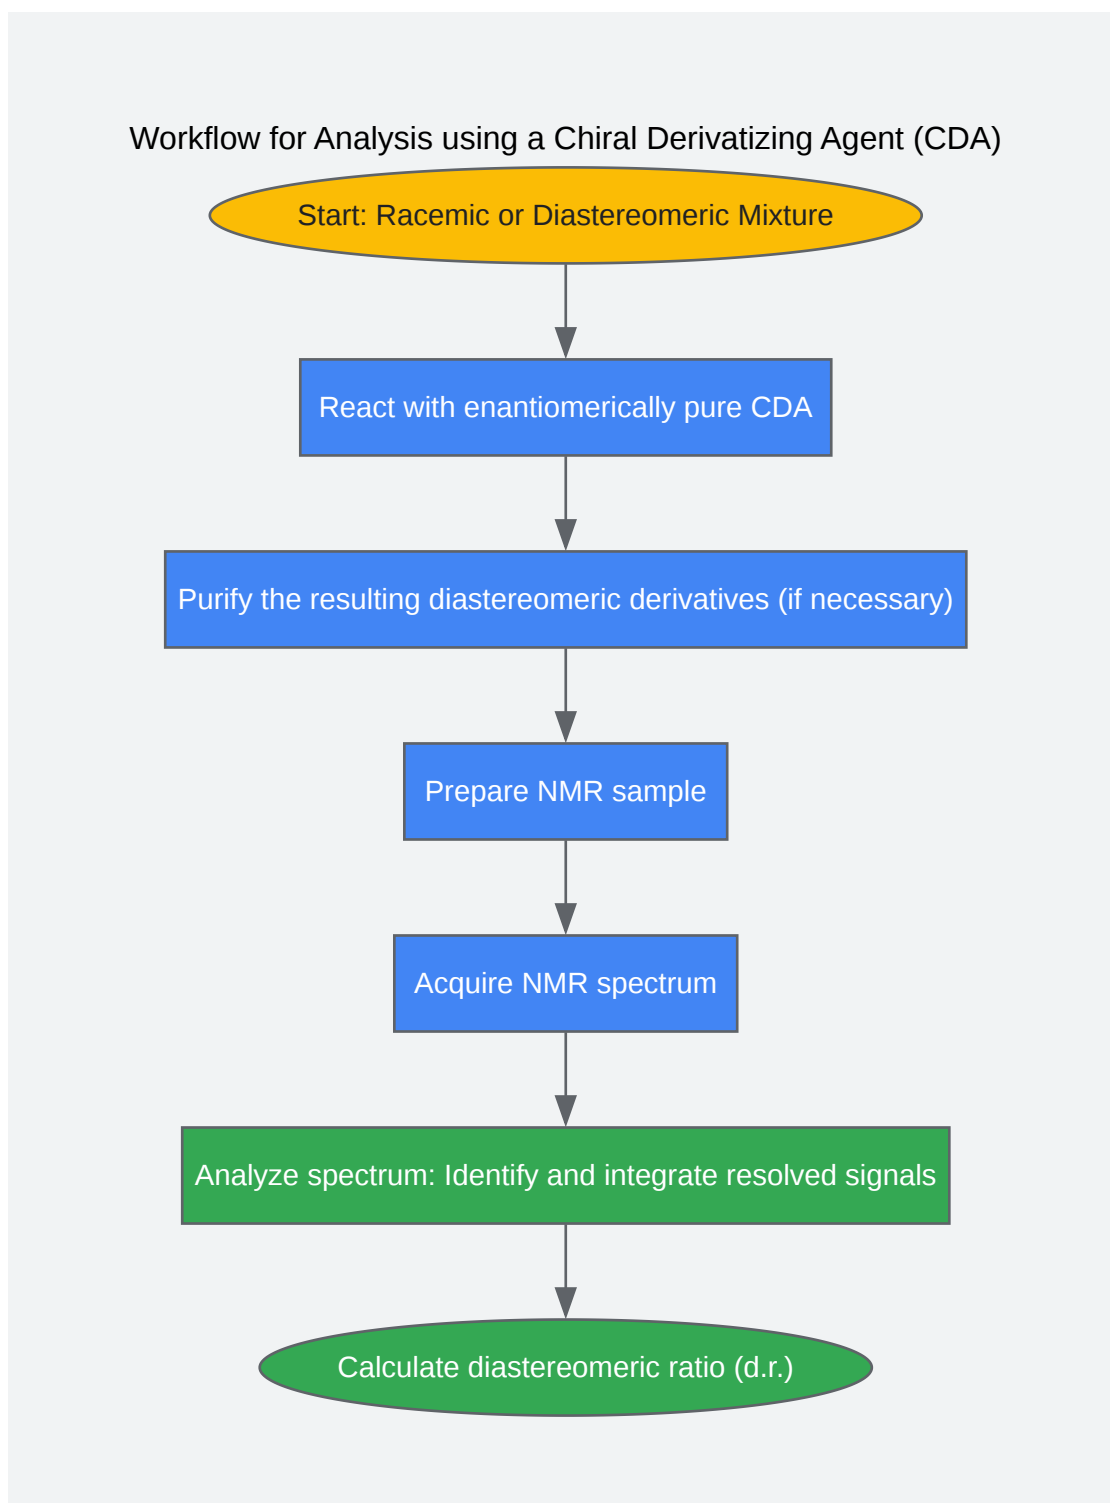 Workflow for Analysis using a Chiral Derivatizing Agent (CDA)
Start: Racemic or Diastereomeric Mixture
React with enantiomerically pure CDA
Purify the resulting diastereomeric derivatives (if necessary)
Prepare NMR sample
Acquire NMR spectrum
Analyze spectrum: Identify and integrate resolved signals
Calculate diastereomeric ratio (d.r.)